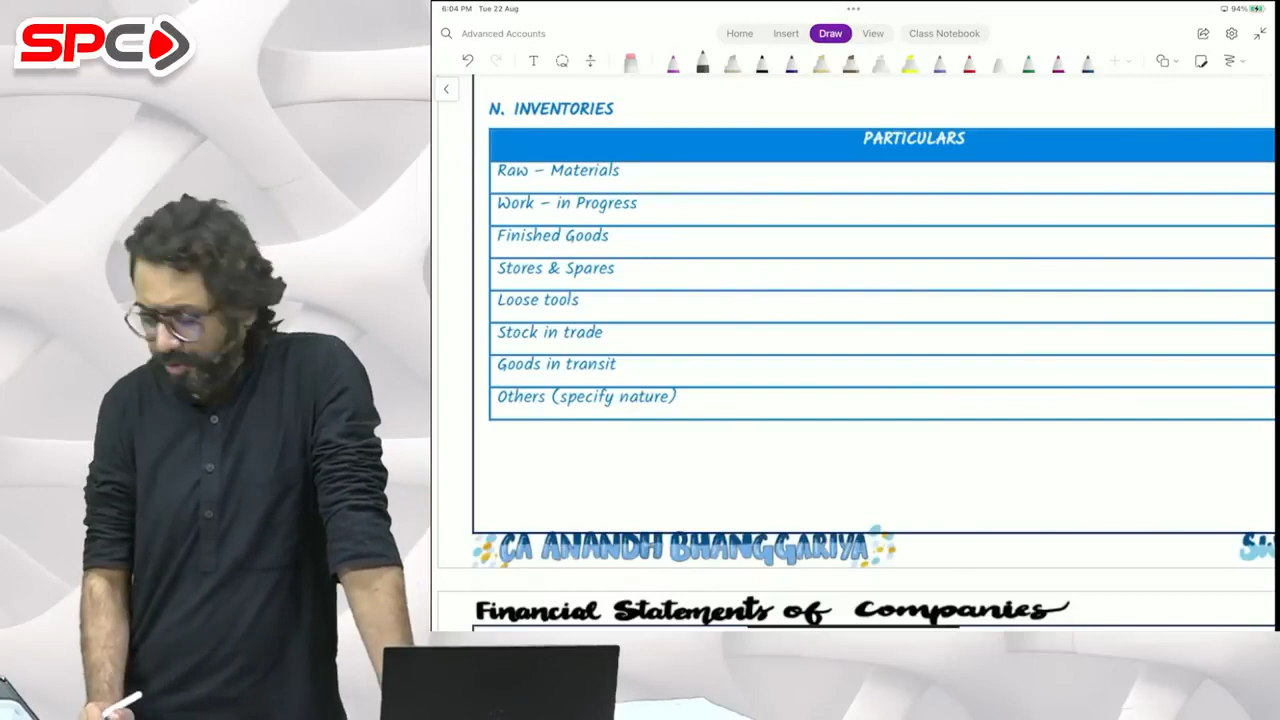 SPC
6:04 PM Tue 22 Aug
94%
Advanced Accounts
Home
Insert
Draw
View
Class Notebook
N. INVENTORIES
PARTICULARS
Raw – Materials
Work – in Progress
Finished Goods
Stores & Spares
Loose tools
Stock in trade
Goods in transit
Others (specify nature)
CA ANANDH BHANGGARIYA
Financial Statements of Companies